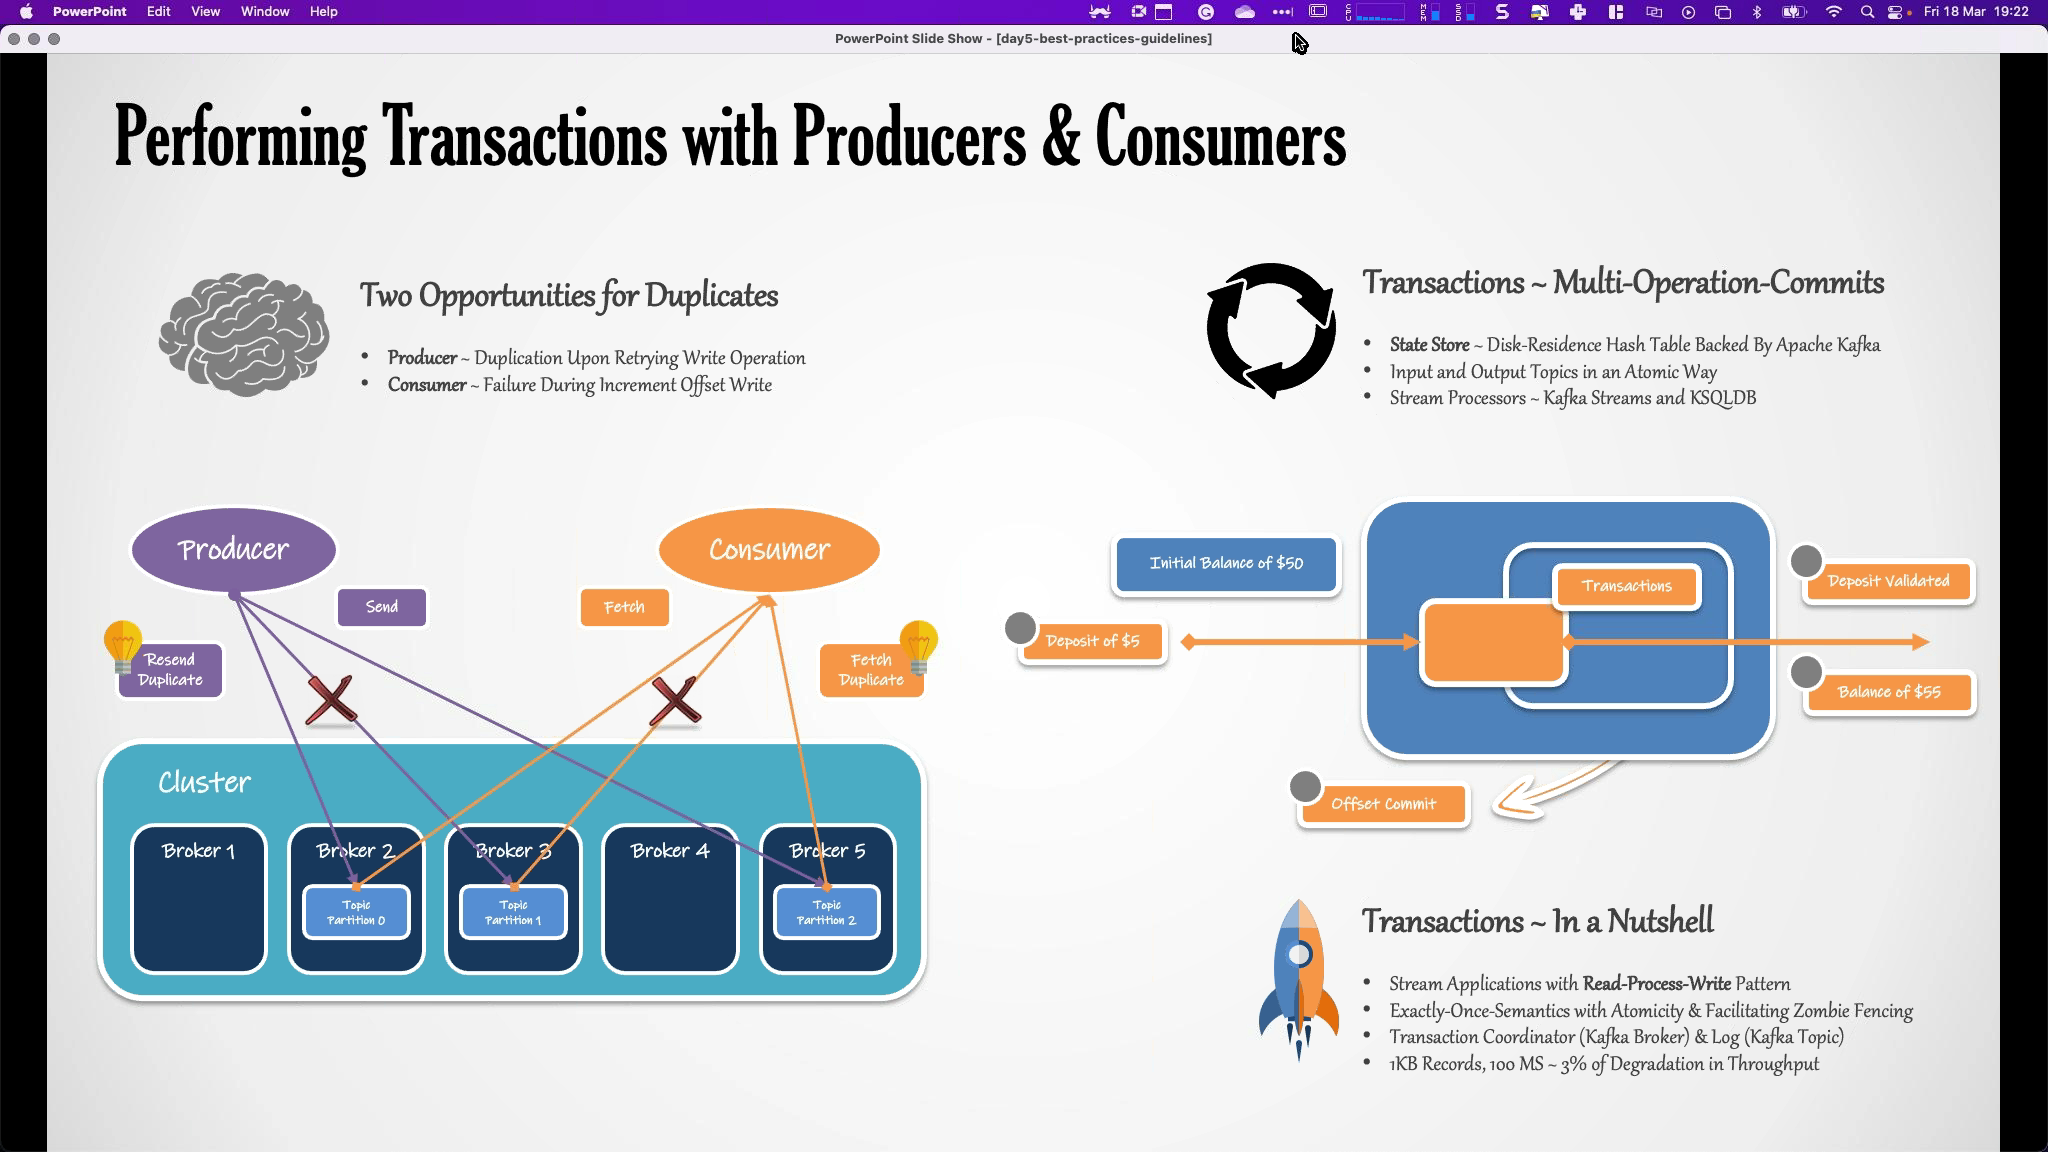 PowerPoint Edit View Window Help
CPU MEM SSD Fri 18 Mar 19:22
PowerPoint Slide Show - [day5-best-practices-guidelines]
Performing Transactions with Producers & Consumers
Two Opportunities for Duplicates
• Producer ~ Duplication Upon Retrying Write Operation
• Consumer ~ Failure During Increment Offset Write
Transactions ~ Multi-Operation-Commits
• State Store ~ Disk-Residence Hash Table Backed By Apache Kafka
• Input and Output Topics in an Atomic Way
• Stream Processors ~ Kafka Streams and KSQLDB
Producer
Consumer
Send
Fetch
Resend
Duplicate
Fetch
Duplicate
Cluster
Broker 1
Broker 2
Broker 3
Broker 4
Broker 5
Topic
Partition 0
Topic
Partition 1
Topic
Partition 2
Initial Balance of $50
Deposit of $5
Transactions
Deposit Validated
Balance of $55
Offset Commit
Transactions ~ In a Nutshell
• Stream Applications with Read-Process-Write Pattern
• Exactly-Once-Semantics with Atomicity & Facilitating Zombie Fencing
• Transaction Coordinator (Kafka Broker) & Log (Kafka Topic)
• 1KB Records, 100 MS ~ 3% of Degradation in Throughput